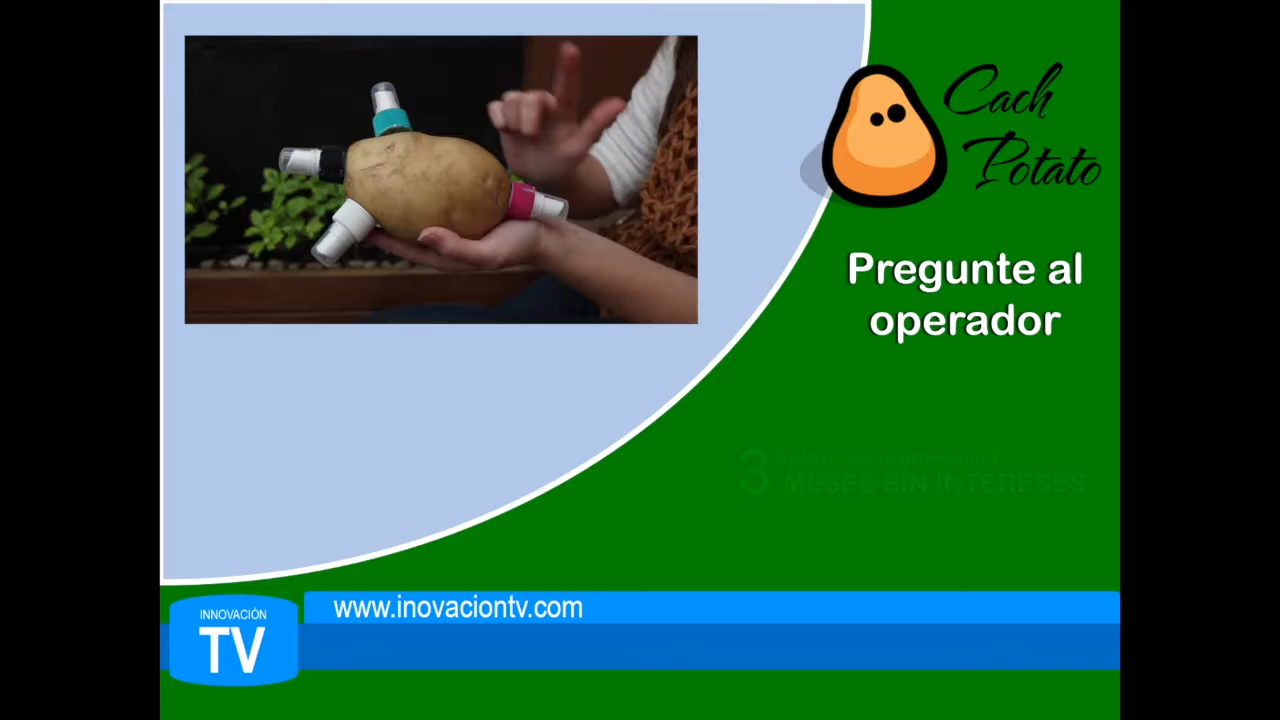 Cach
Potato
Pregunte al
operador
3
MESES SIN INTERESES
www.inovaciontv.com
INNOVACIÓN
TV